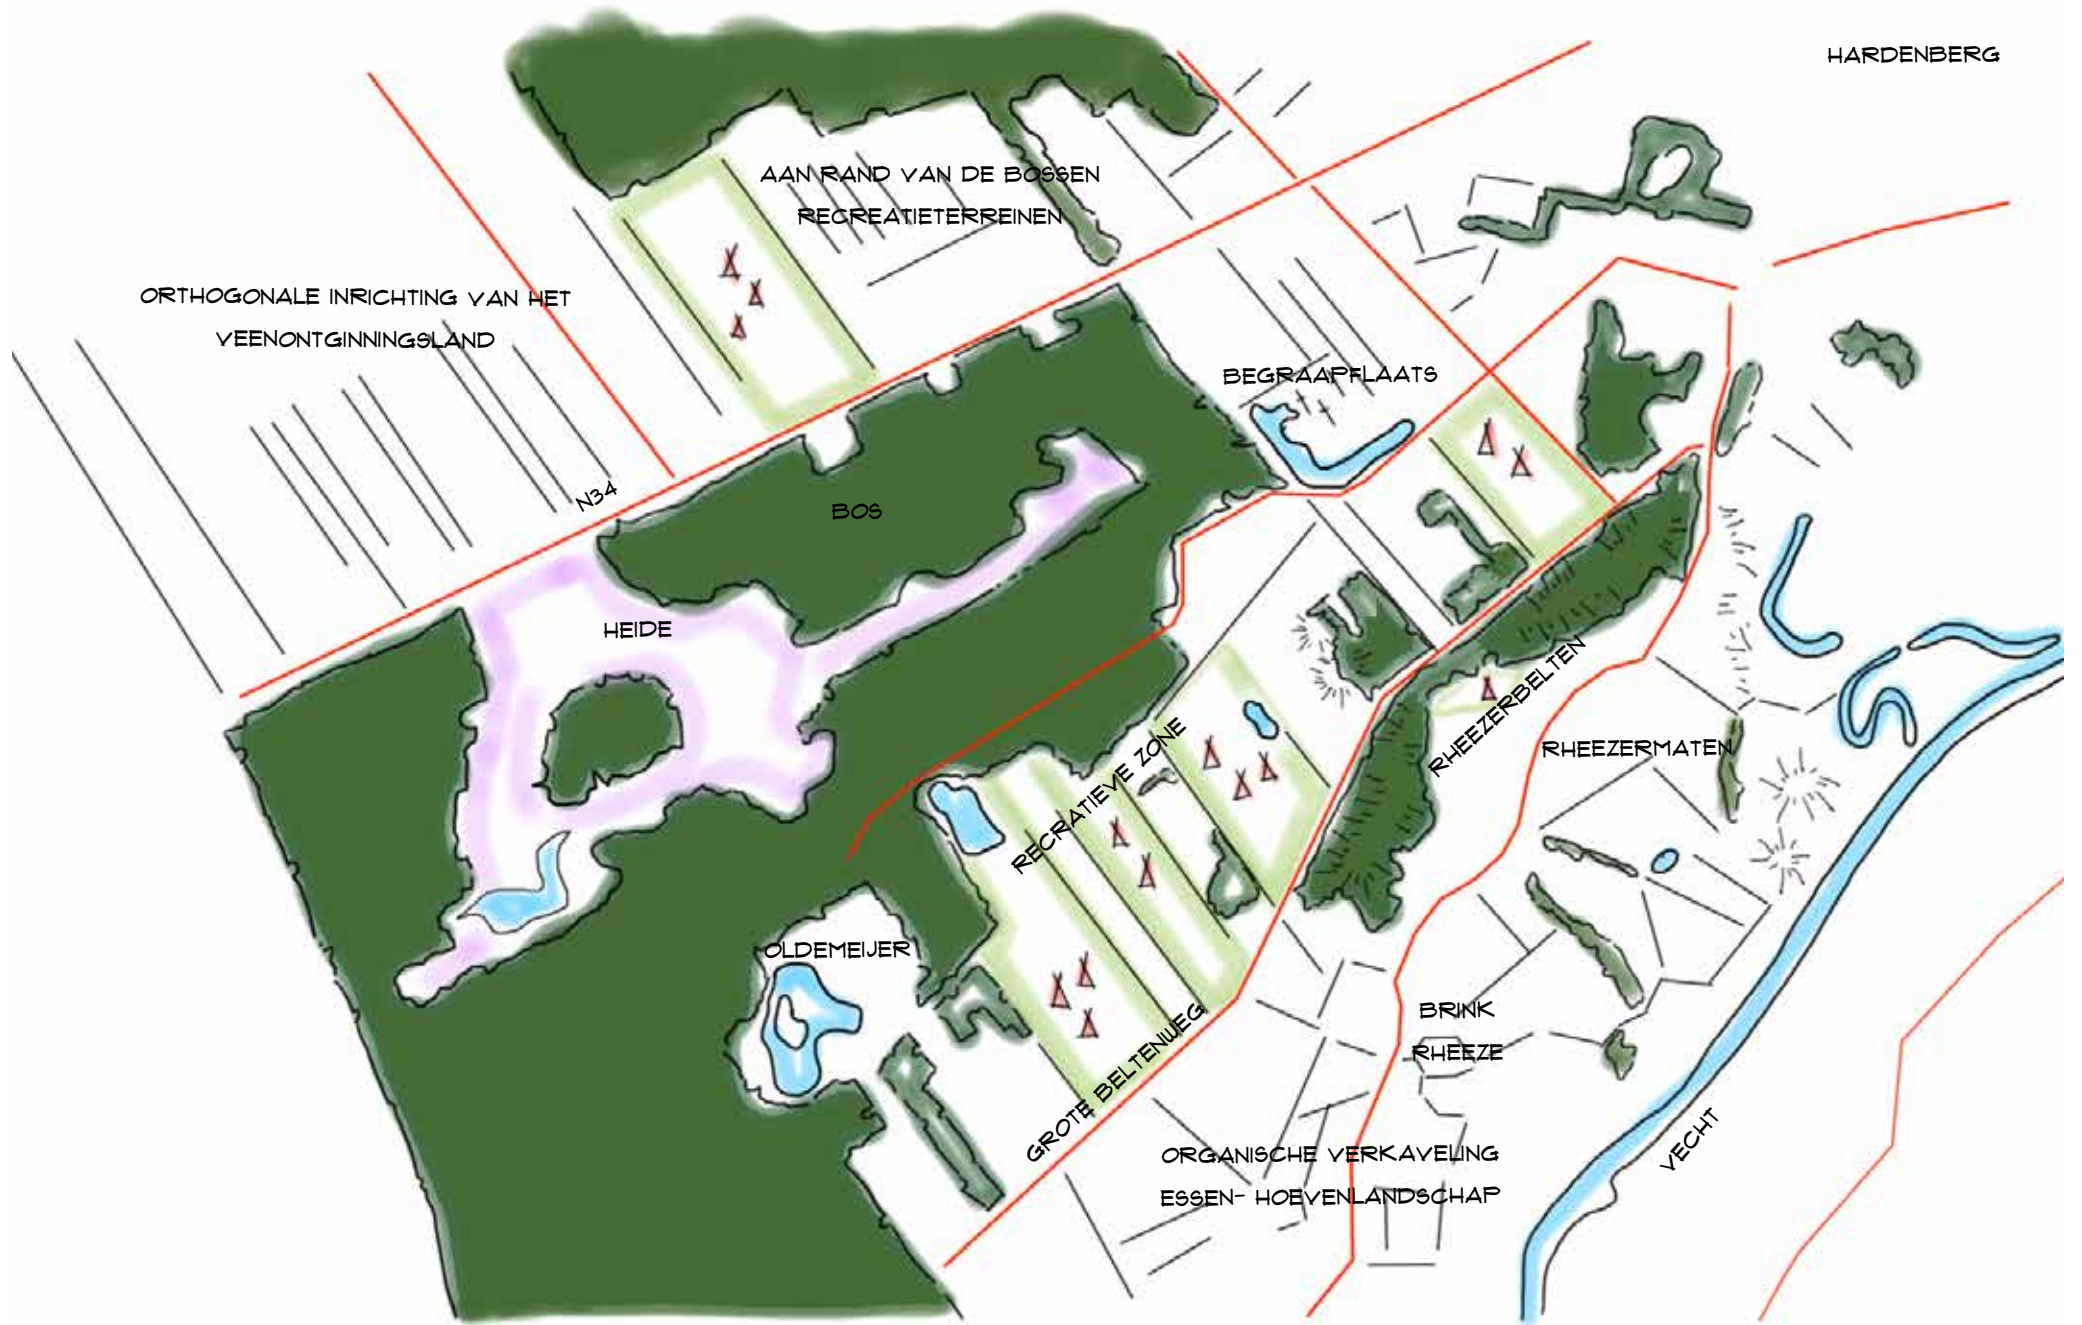 HARDENBERG
AAN RAND VAN DE BOSSEN
RECREATIETERREINEN
ORTHOGONALE INRICHTING VAN HET
VEENONTGINNINGSLAND
BEGRAAPFLAATS
N34
BOS
HEIDE
RHEEZERBELTEN
RHEEZERMATEN
RECRATIEVE ZONE
OLDEMEIJER
BRINK
RHEEZE
GROTE BELTENWEG
VECHT
ORGANISCHE VERKAVELING
ESSEN- HOEVENLANDSCHAP